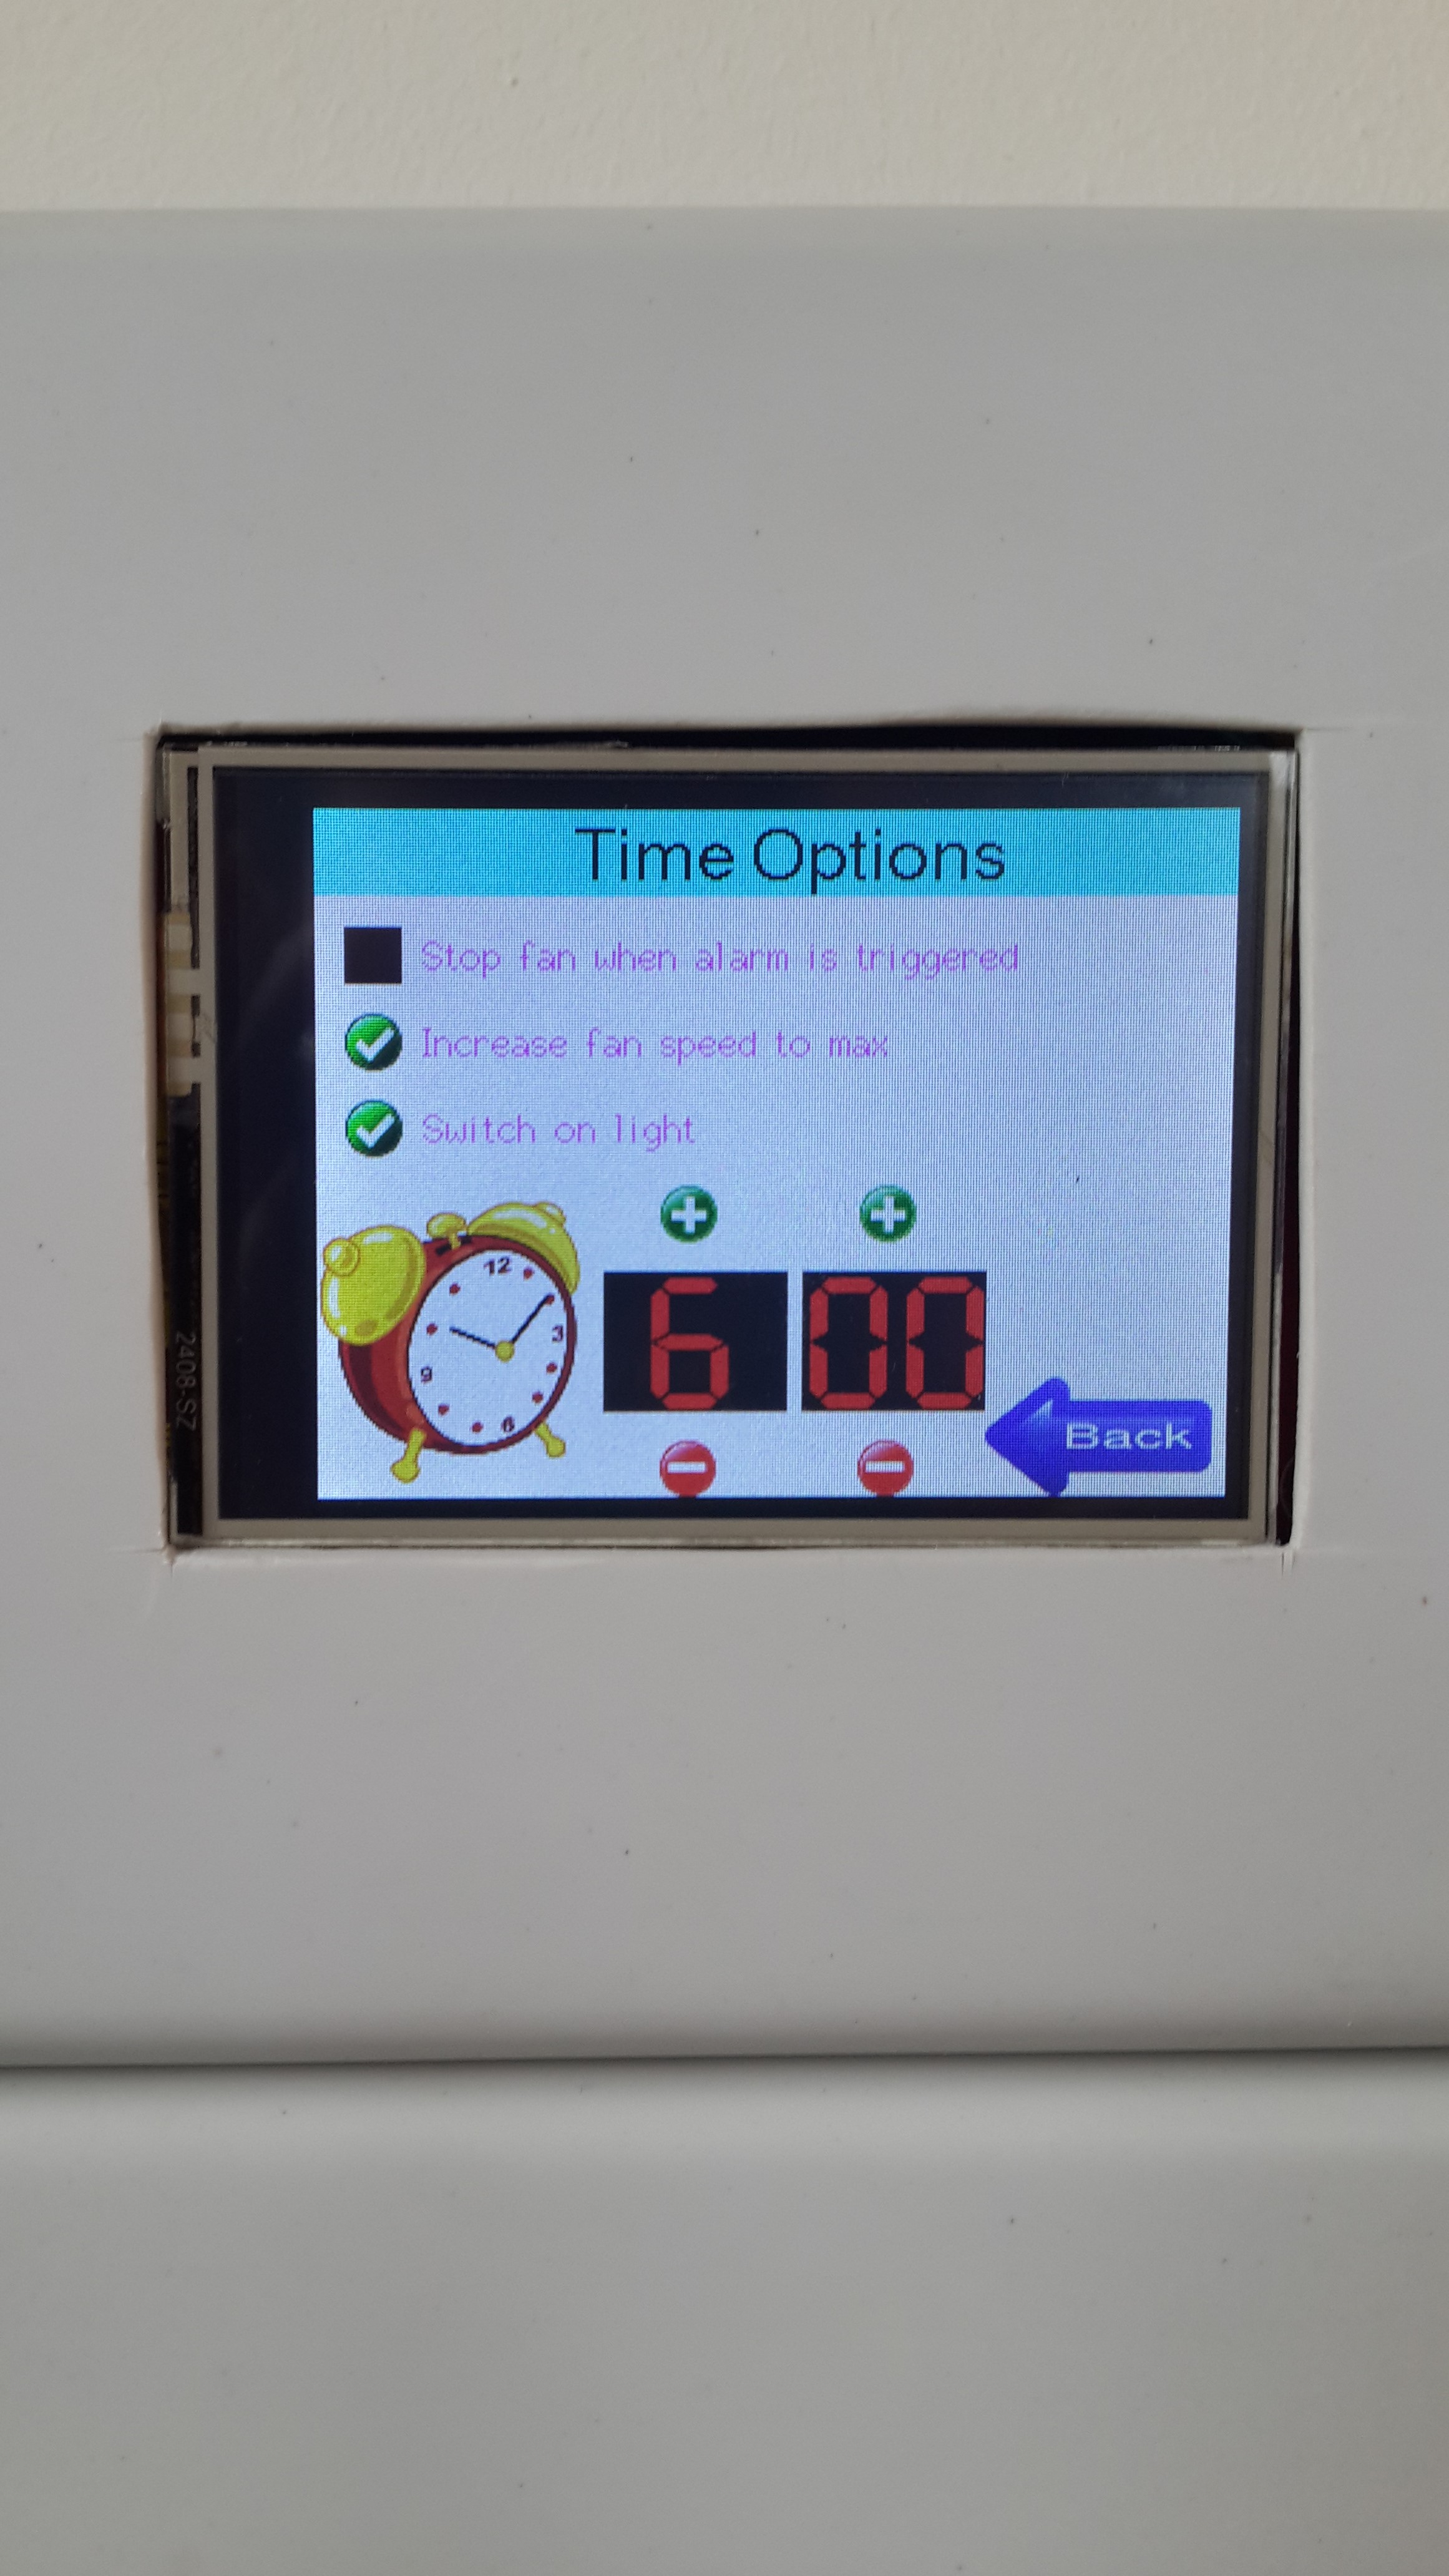 Time Options
Stop fan when alarm is triggered
Increase fan speed to max
Switch on light
12
3
9
6
6 00
Back
2408-SZ